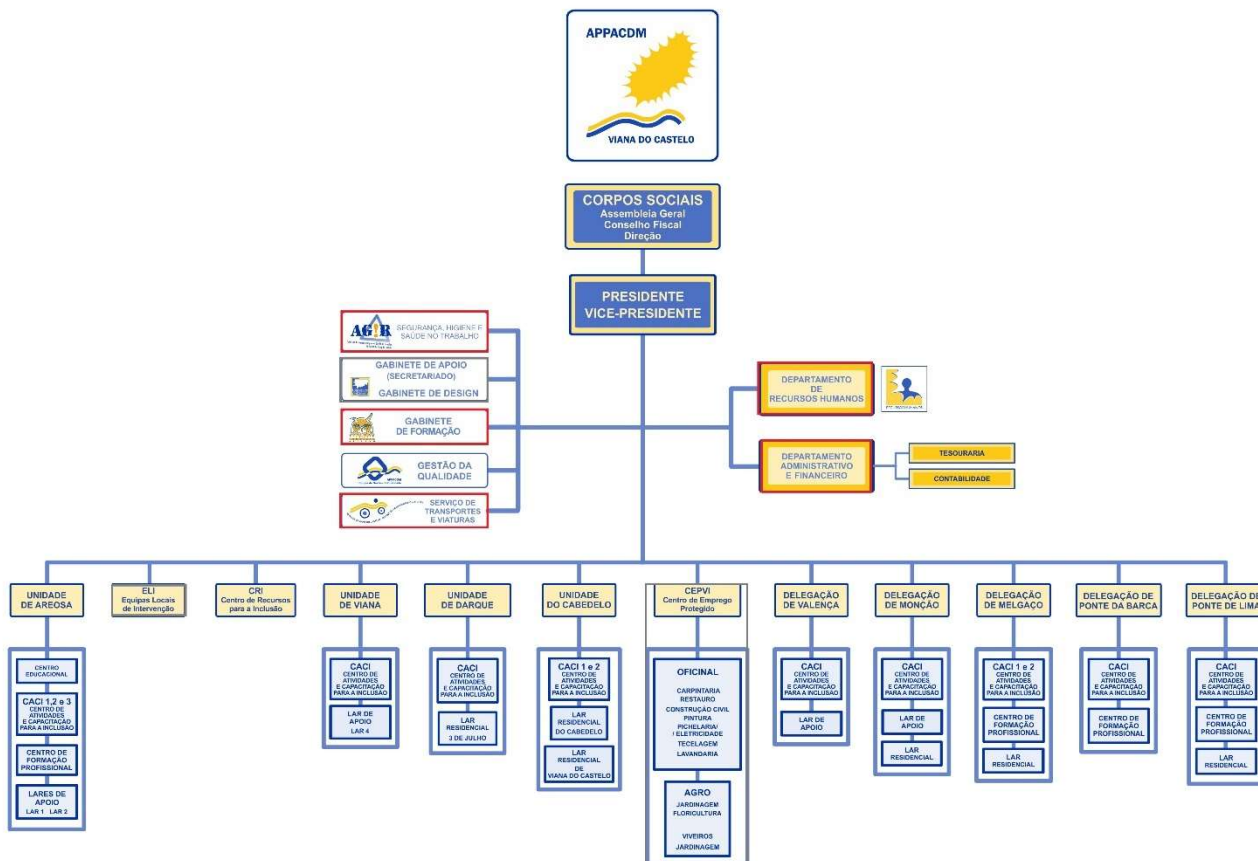 APPACDM
VIANA DO CASTELO
CORPOS SOCIAIS
Assembleia Geral
Conselho Fiscal
Direção
PRESIDENTE
VICE-PRESIDENTE
AG!R
SEGURANÇA, HIGIENE E
SAÚDE NO TRABALHO
GABINETE DE APOIO
(SECRETARIADO)
GABINETE DE DESIGN
GABINETE
DE FORMAÇÃO
GESTÃO DA
QUALIDADE
SERVIÇO DE
TRANSPORTES
E VIATURAS
DEPARTAMENTO
DE
RECURSOS HUMANOS
DEPARTAMENTO
ADMINISTRATIVO
E FINANCEIRO
TESOURARIA
CONTABILIDADE
UNIDADE
DE AREOSA
CENTRO
EDUCACIONAL
CACI 1,2 e 3
CENTRO DE
ATIVIDADES
E CAPACITAÇÃO
PARA A INCLUSÃO
CENTRO DE
FORMAÇÃO
PROFISSIONAL
LARES DE
APOIO
LAR 1 LAR 2
ELI
Equipas Locais
de Intervenção
CRI
Centro de Recursos
para a Inclusão
UNIDADE
DE VIANA
CACI
CENTRO DE
ATIVIDADES
E CAPACITAÇÃO
PARA A INCLUSÃO
LAR DE
APOIO
LAR 4
UNIDADE
DE DARQUE
CACI
CENTRO DE
ATIVIDADES
E CAPACITAÇÃO
PARA A INCLUSÃO
LAR
RESIDENCIAL
3 DE JULHO
UNIDADE
DO CABEDELO
CACI 1 e 2
CENTRO DE
ATIVIDADES
E CAPACITAÇÃO
PARA A INCLUSÃO
LAR
RESIDENCIAL
DO CABEDELO
LAR
RESIDENCIAL
DE
VIANA DO CASTELO
CEPVI
Centro de Emprego
Protegido
OFICINAL
CARPINTARIA
RESTAURO
CONSTRUÇÃO CIVIL
PINTURA
PICHELARIA/
/ ELETRICIDADE
TECELAGEM
LAVANDARIA
AGRO
JARDINAGEM
FLORICULTURA
VIVEIROS
JARDINAGEM
DELEGAÇÃO
DE VALENÇA
CACI
CENTRO DE
ATIVIDADES
E CAPACITAÇÃO
PARA A INCLUSÃO
LAR DE
APOIO
DELEGAÇÃO
DE MONÇÃO
CACI
CENTRO DE
ATIVIDADES
E CAPACITAÇÃO
PARA A INCLUSÃO
LAR DE
APOIO
LAR
RESIDENCIAL
DELEGAÇÃO
DE MELGAÇO
CACI 1 e 2
CENTRO DE
ATIVIDADES
E CAPACITAÇÃO
PARA A INCLUSÃO
CENTRO DE
FORMAÇÃO
PROFISSIONAL
LAR
RESIDENCIAL
DELEGAÇÃO DE
PONTE DA BARCA
CACI
CENTRO DE
ATIVIDADES
E CAPACITAÇÃO
PARA A INCLUSÃO
CENTRO DE
FORMAÇÃO
PROFISSIONAL
DELEGAÇÃO DE
PONTE DE LIMA
CACI
CENTRO DE
ATIVIDADES
E CAPACITAÇÃO
PARA A INCLUSÃO
CENTRO DE
FORMAÇÃO
PROFISSIONAL
LAR
RESIDENCIAL